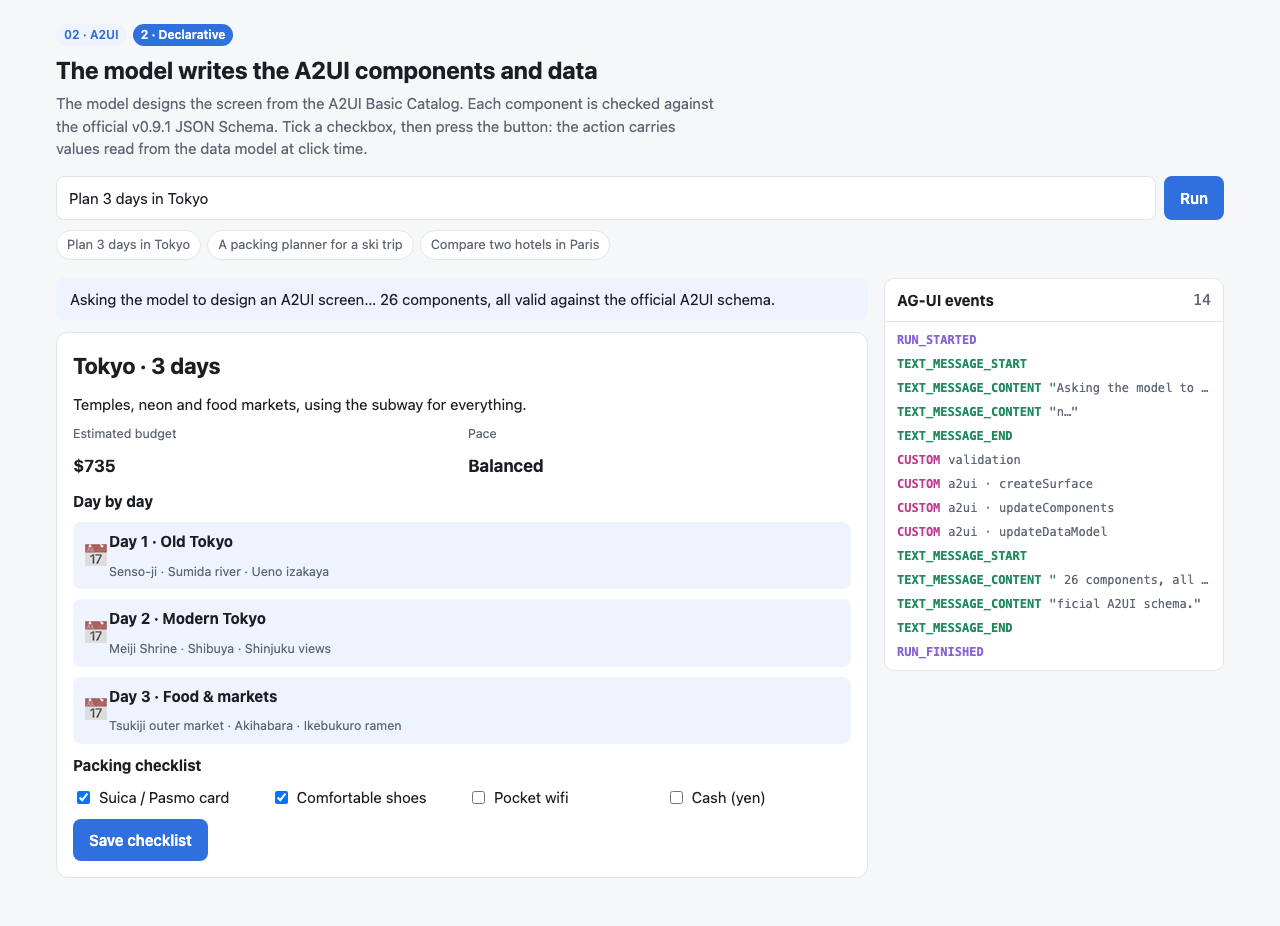 02 · A2UI
2 · Declarative
The model writes the A2UI components and data
The model designs the screen from the A2UI Basic Catalog. Each component is checked against
the official v0.9.1 JSON Schema. Tick a checkbox, then press the button: the action carries
values read from the data model at click time.
Plan 3 days in Tokyo
Run
Plan 3 days in Tokyo
A packing planner for a ski trip
Compare two hotels in Paris
Asking the model to design an A2UI screen... 26 components, all valid against the official A2UI schema.
Tokyo · 3 days
Temples, neon and food markets, using the subway for everything.
Estimated budget
Pace
$735
Balanced
Day by day
17
Day 1 · Old Tokyo
Senso-ji · Sumida river · Ueno izakaya
17
Day 2 · Modern Tokyo
Meiji Shrine · Shibuya · Shinjuku views
17
Day 3 · Food & markets
Tsukiji outer market · Akihabara · Ikebukuro ramen
Packing checklist
Suica / Pasmo card
Comfortable shoes
Pocket wifi
Cash (yen)
Save checklist
AG-UI events
14
RUN_STARTED
TEXT_MESSAGE_START
TEXT_MESSAGE_CONTENT "Asking the model to …
TEXT_MESSAGE_CONTENT "n…"
TEXT_MESSAGE_END
CUSTOM validation
CUSTOM a2ui · createSurface
CUSTOM a2ui · updateComponents
CUSTOM a2ui · updateDataModel
TEXT_MESSAGE_START
TEXT_MESSAGE_CONTENT " 26 components, all …
TEXT_MESSAGE_CONTENT "ficial A2UI schema."
TEXT_MESSAGE_END
RUN_FINISHED